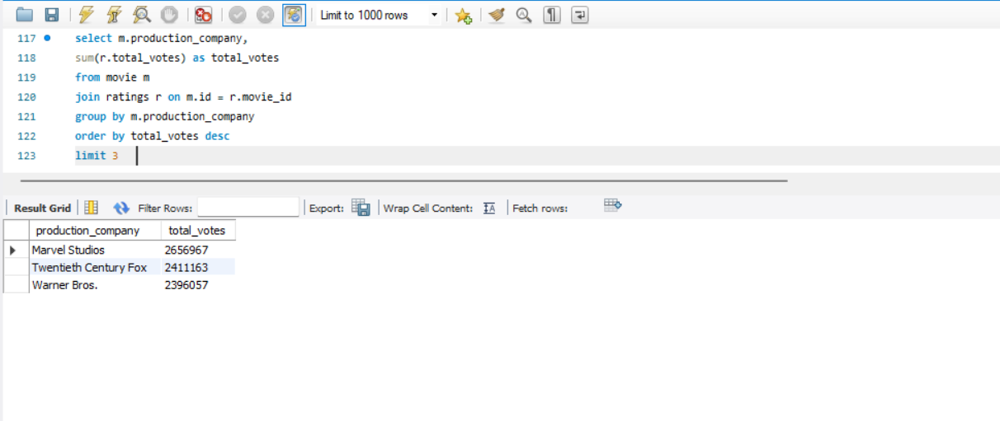 Limit to 1000 rows
117 select m.production_company,
118 sum(r.total_votes) as total_votes
119 from movie m
120 join ratings r on m.id = r.movie_id
121 group by m.production_company
122 order by total_votes desc
123 limit 3
Result Grid Filter Rows: Export: Wrap Cell Content: Fetch rows:
production_company total_votes
Marvel Studios 2656967
Twentieth Century Fox 2411163
Warner Bros. 2396057